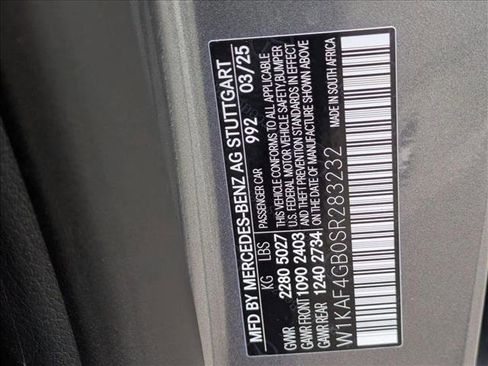 MFD BY MERCEDES-BENZ AG STUTTGART
PASSENGER CAR 992 03/25
KG LBS
GVWR 2280 5027
GAWR FRONT 1090 2403
GAWR REAR 1240 2734
THIS VEHICLE CONFORMS TO ALL APPLICABLE
U.S. FEDERAL MOTOR VEHICLE SAFETY, BUMPER
AND THEFT PREVENTION STANDARDS IN EFFECT
ON THE DATE OF MANUFACTURE SHOWN ABOVE
W1KAF4GB0SR283232
MADE IN SOUTH AFRICA